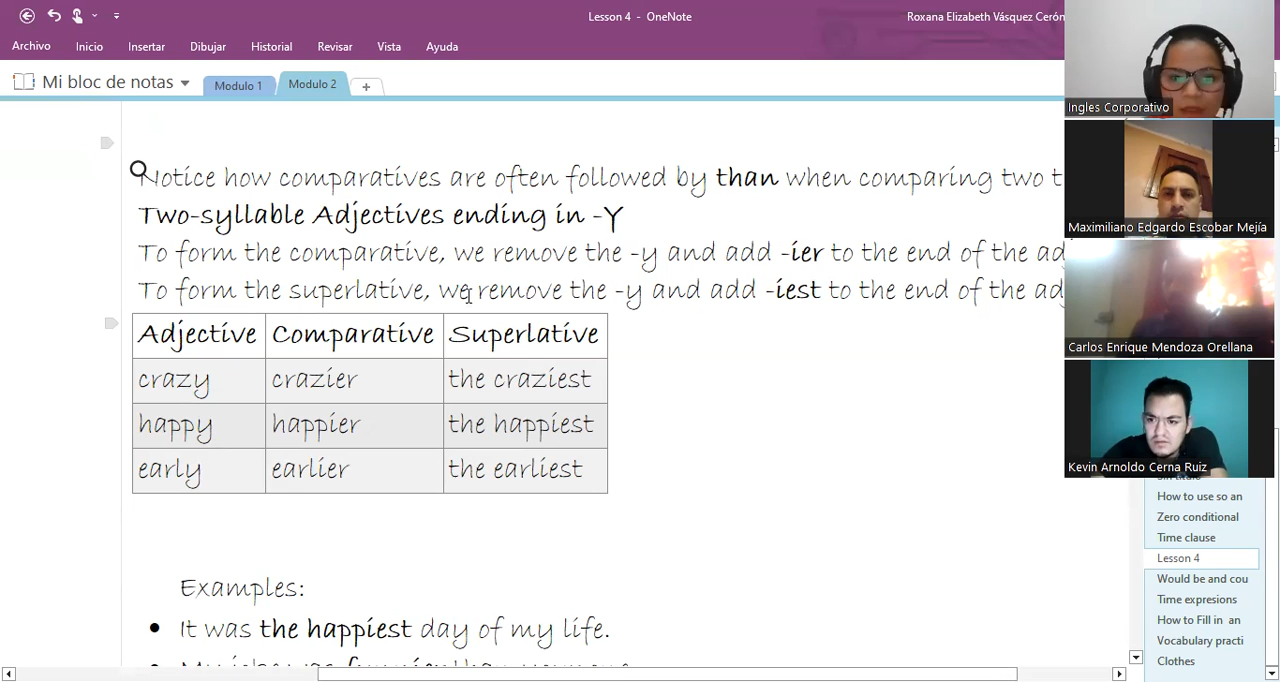 Lesson 4 - OneNote
Roxana Elizabeth Vásquez Cerón
Archivo Inicio Insertar Dibujar Historial Revisar Vista Ayuda
Mi bloc de notas Modulo 1 Modulo 2
Ingles Corporativo
Notice how comparatives are often followed by than when comparing two
Two-syllable Adjectives ending in -Y
Maximiliano Edgardo Escobar Mejía
To form the comparative, we remove the -y and add -ier to the end of the
To form the superlative, we remove the -y and add -iest to the end of the
Adjective Comparative Superlative
Carlos Enrique Mendoza Orellana
crazy crazier the craziest
happy happier the happiest
early earlier the earliest
Kevin Arnoldo Cerna Ruiz
How to use so an
Zero conditional
Time clause
Lesson 4
Would be and cou
Time expresions
How to Fill in an
Vocabulary practi
Clothes
Examples:
It was the happiest day of my life.